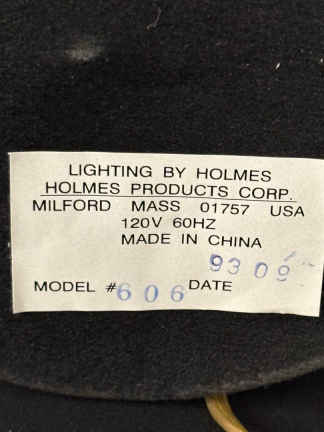 LIGHTING BY HOLMES
HOLMES PRODUCTS CORP.
MILFORD MASS 01757 USA
120V 60HZ
MADE IN CHINA
9309
MODEL #606 DATE